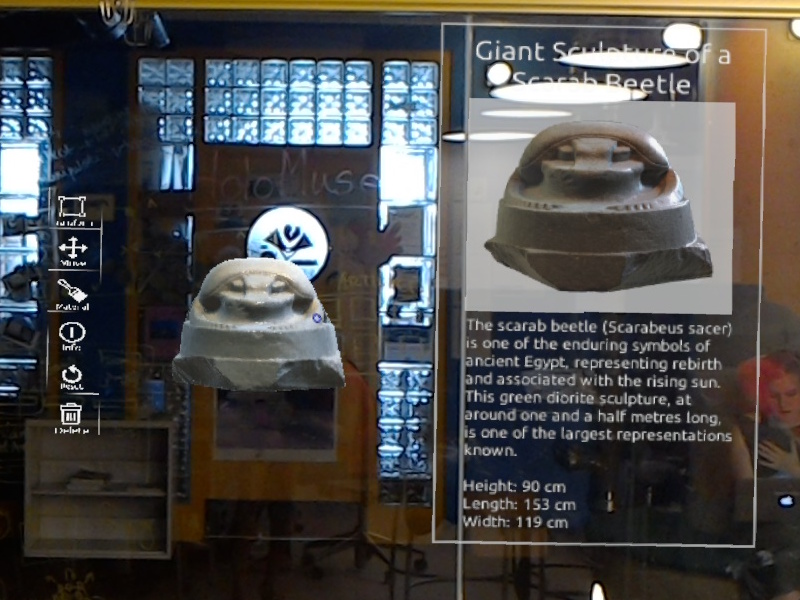 Giant Sculpture of a
Scarab Beetle
HoloMuse
Move
Material
Info
Reset
Delete
The scarab beetle (Scarabeus sacer)
is one of the enduring symbols of
ancient Egypt, representing rebirth
and associated with the rising sun.
This green diorite sculpture, at
around one and a half metres long,
is one of the largest representations
known.
Height: 90 cm
Length: 153 cm
Width: 119 cm